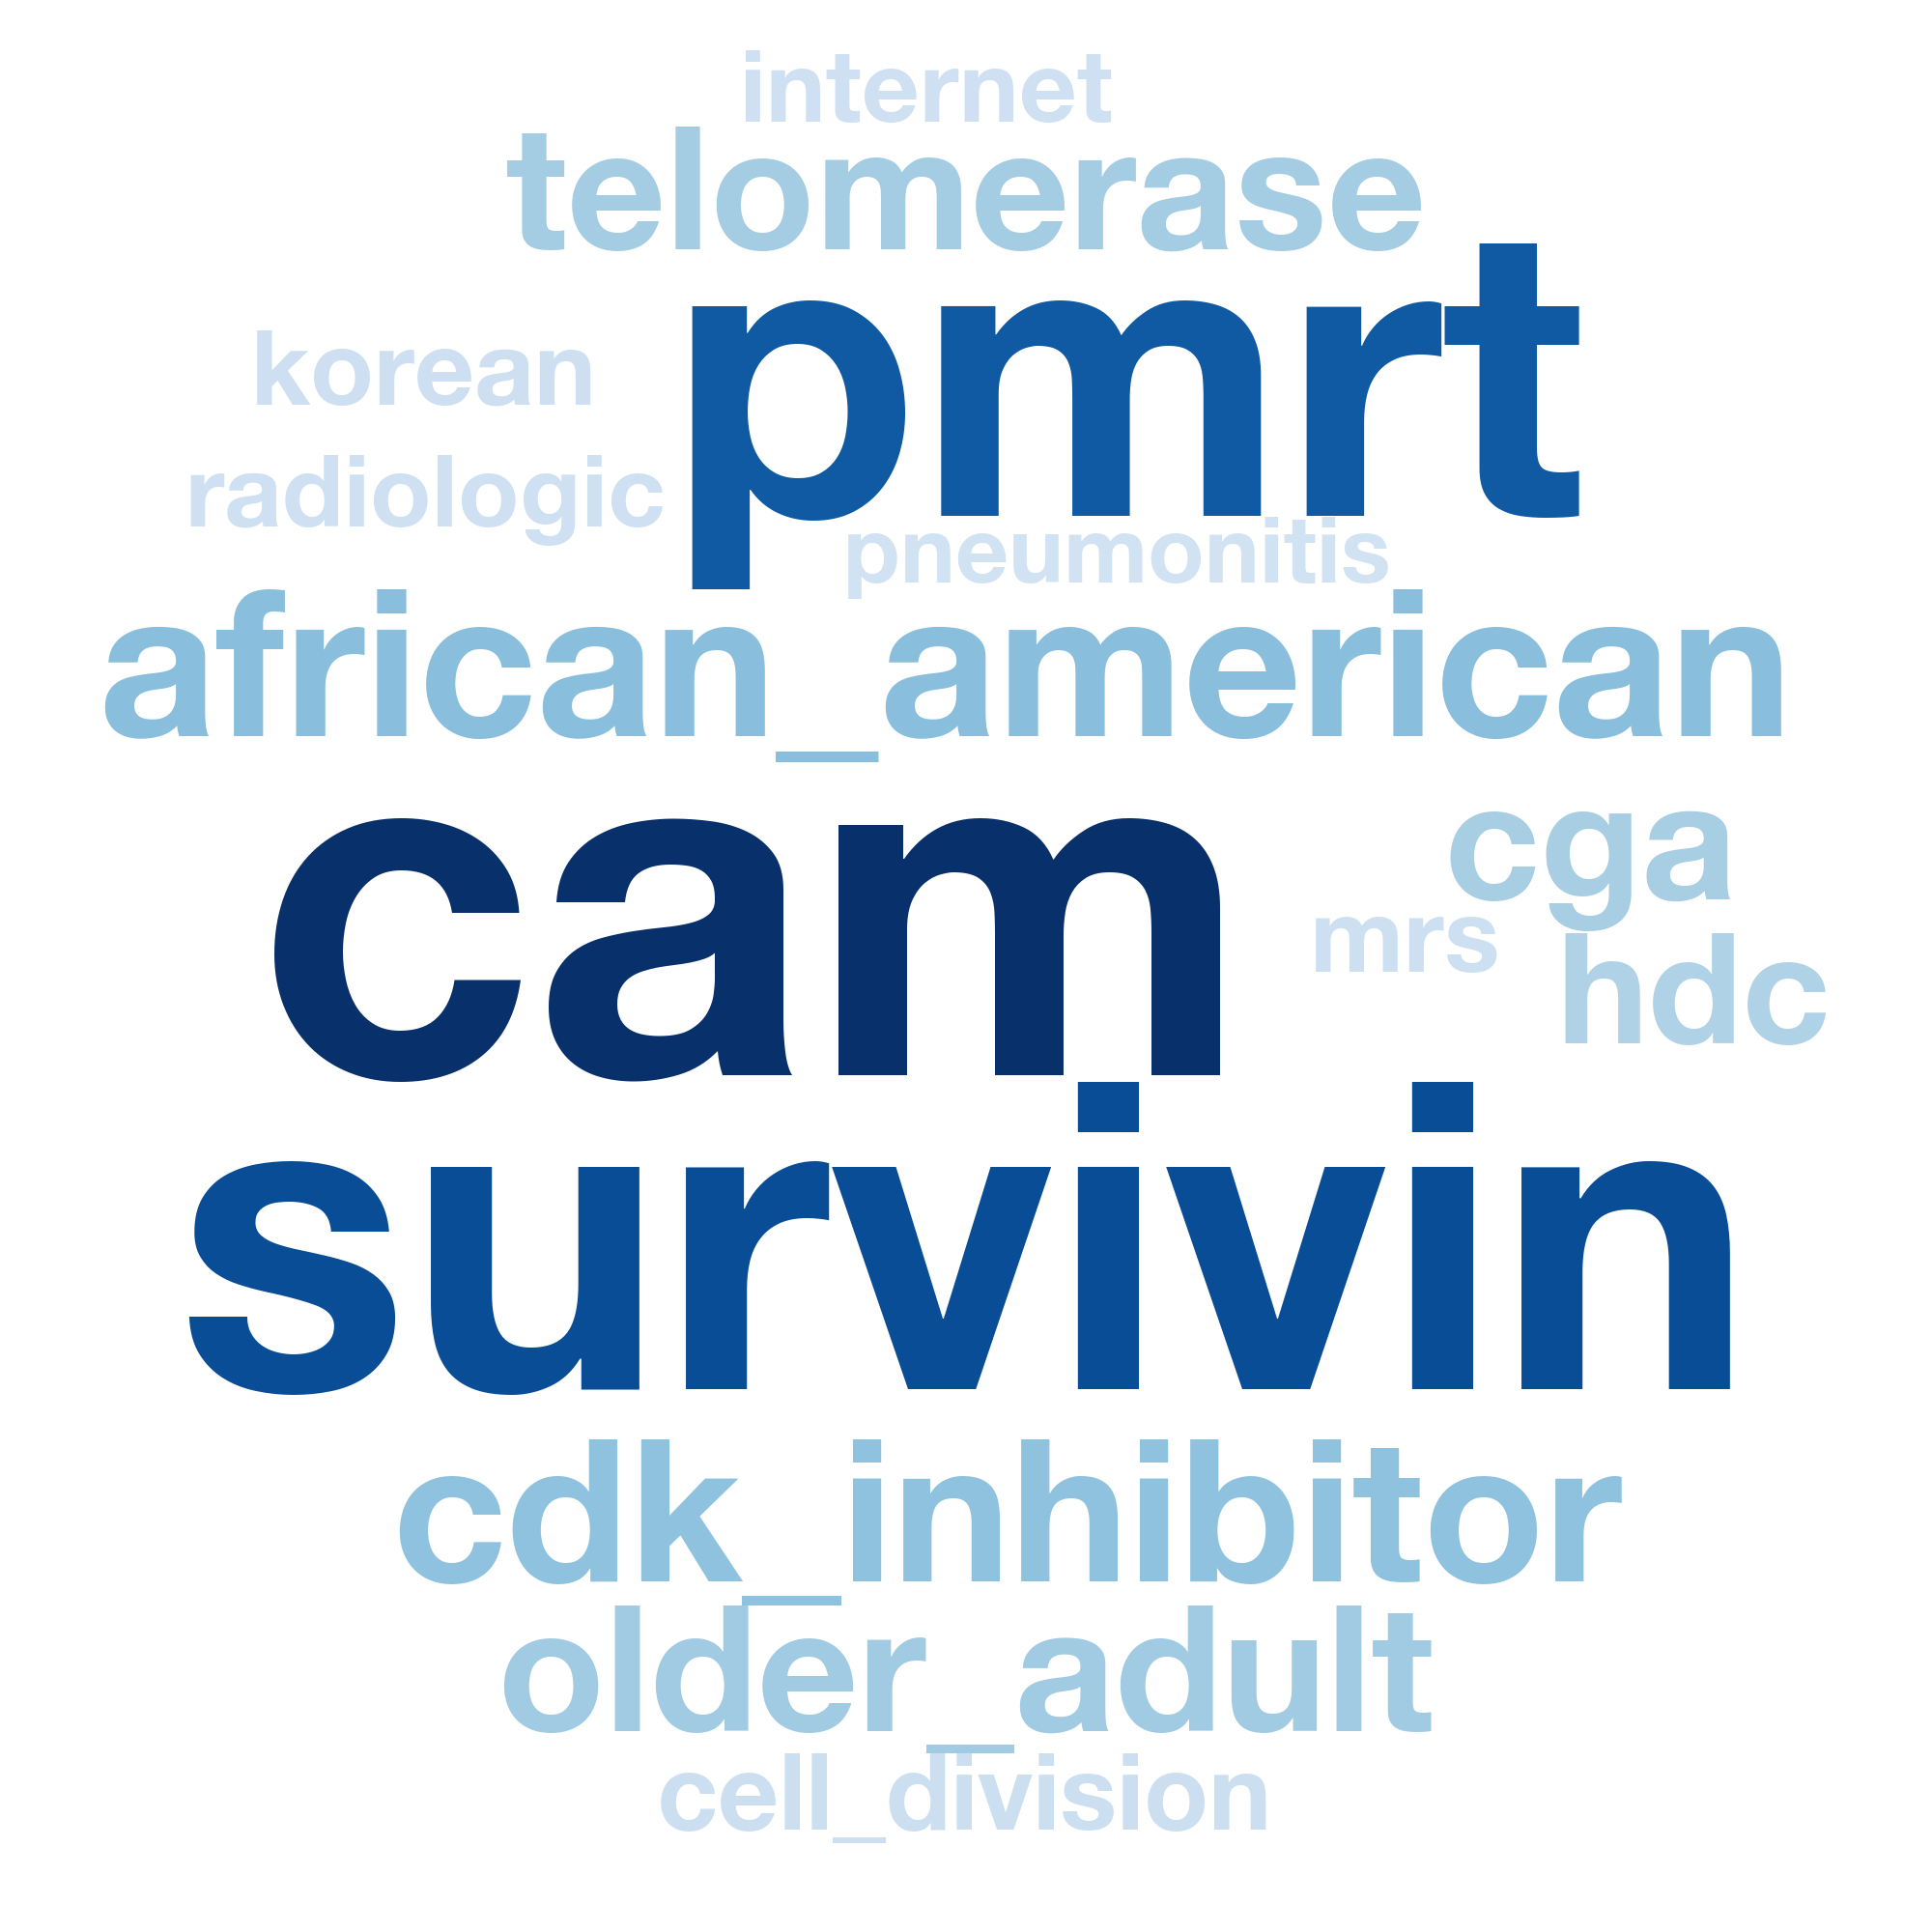 internet
telomerase
pmrt
korean
radiologic
pneumonitis
african_american
cam
cga
mrs
hdc
survivin
cdk_inhibitor
older_adult
cell_division